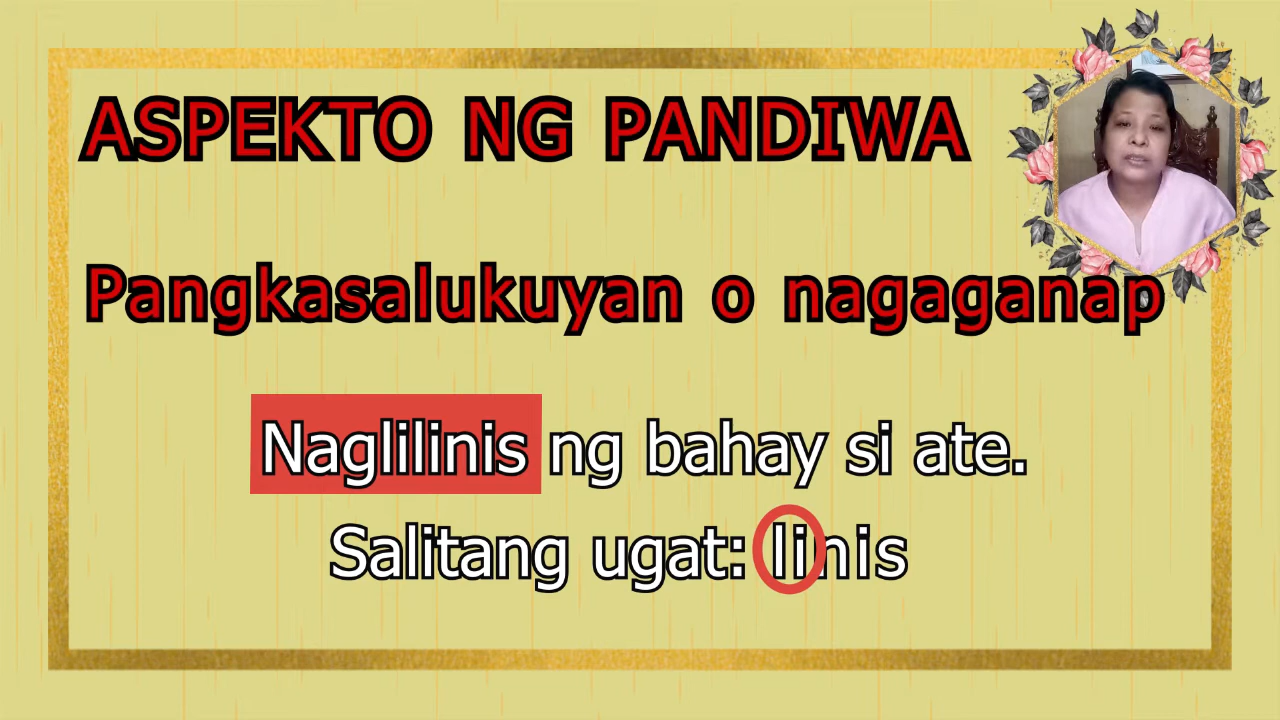 ASPEKTO NG PANDIWA
Pangkasalukuyan o nagaganap
Naglilinis ng bahay si ate.
Salitang ugat: linis